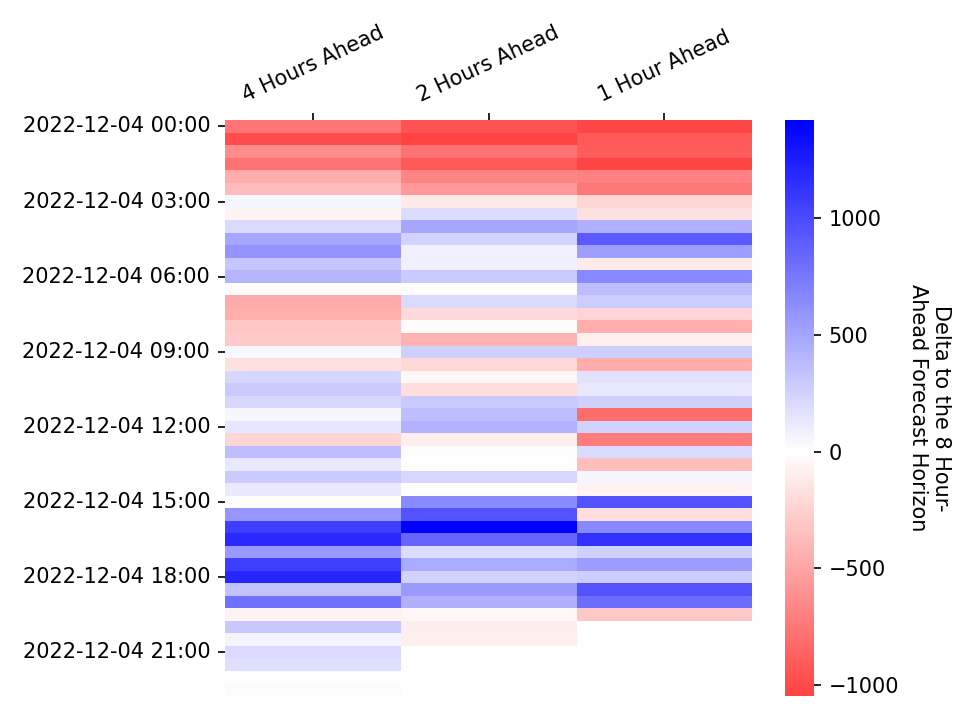 4 Hours Ahead
2 Hours Ahead
1 Hour Ahead
2022-12-04 00:00
2022-12-04 03:00
2022-12-04 06:00
2022-12-04 09:00
2022-12-04 12:00
2022-12-04 15:00
2022-12-04 18:00
2022-12-04 21:00
1000
500
0
−500
−1000
Delta to the 8 Hour-
Ahead Forecast Horizon